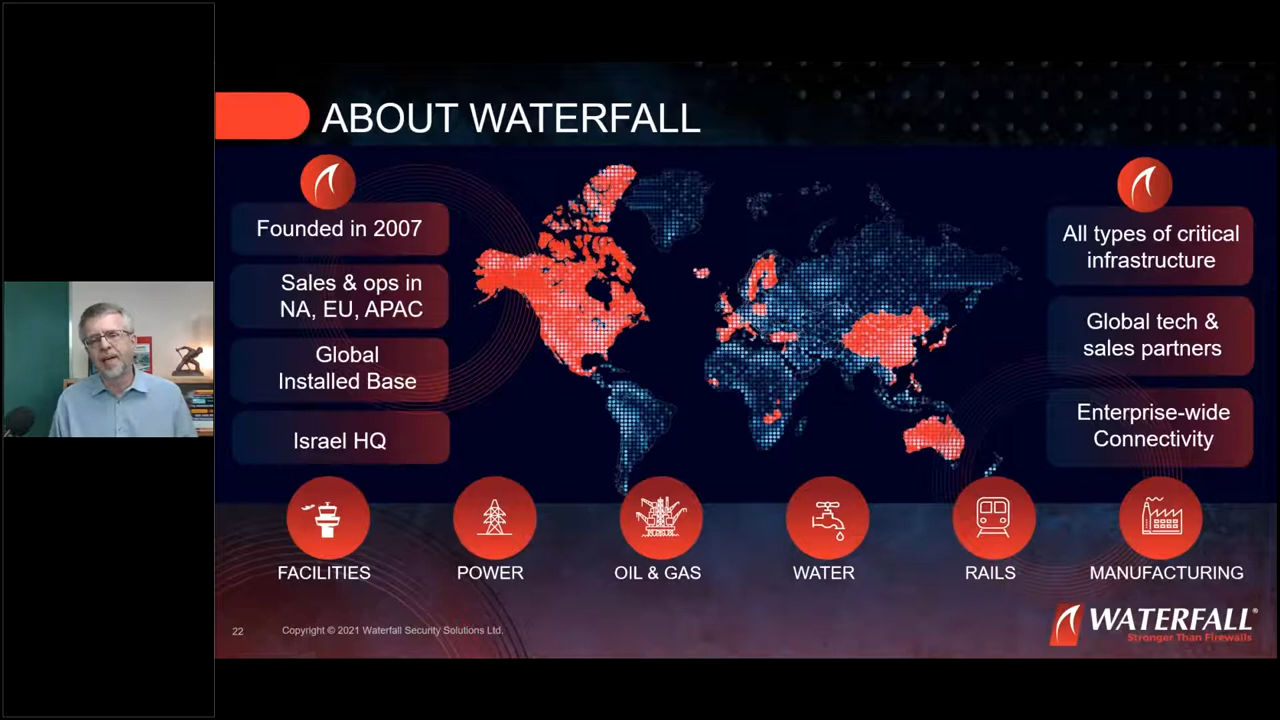 ABOUT WATERFALL
Founded in 2007
Sales & ops in
NA, EU, APAC
Global
Installed Base
Israel HQ
All types of critical
infrastructure
Global tech &
sales partners
Enterprise-wide
Connectivity
FACILITIES
POWER
OIL & GAS
WATER
RAILS
MANUFACTURING
22
Copyright © 2021 Waterfall Security Solutions Ltd.
WATERFALL®
Stronger Than Firewalls